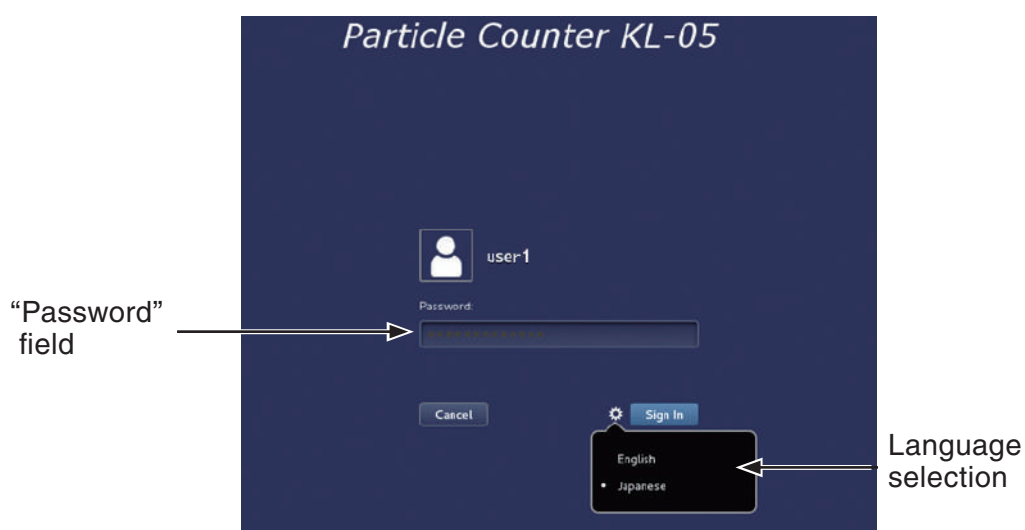 Particle Counter KL-05
user1
Password:
“Password”
field
Cancel
Sign In
English
• Japanese
Language
selection